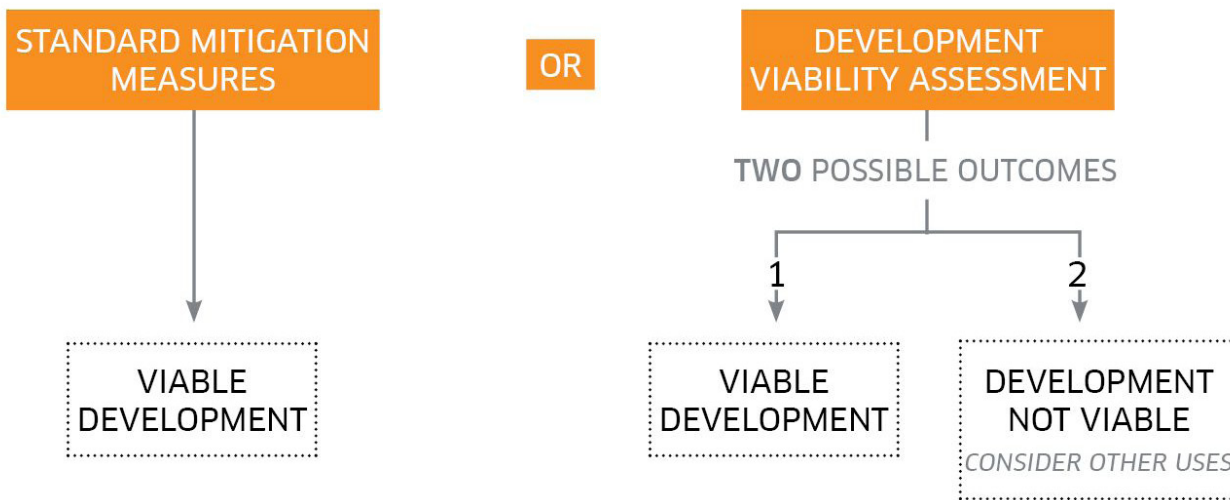 STANDARD MITIGATION
MEASURES
OR
DEVELOPMENT
VIABILITY ASSESSMENT
TWO POSSIBLE OUTCOMES
1
2
VIABLE
DEVELOPMENT
VIABLE
DEVELOPMENT
DEVELOPMENT
NOT VIABLE
CONSIDER OTHER USES